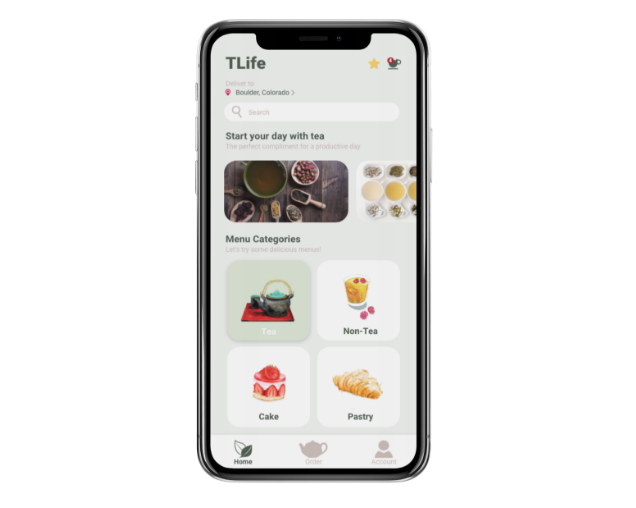 TLife
Deliver to
Boulder, Colorado >
Search
Start your day with tea
The perfect compliment for a productive day
Menu Categories
Let's try some delicious menus!
Tea
Non-Tea
Cake
Pastry
Home
Order
Account